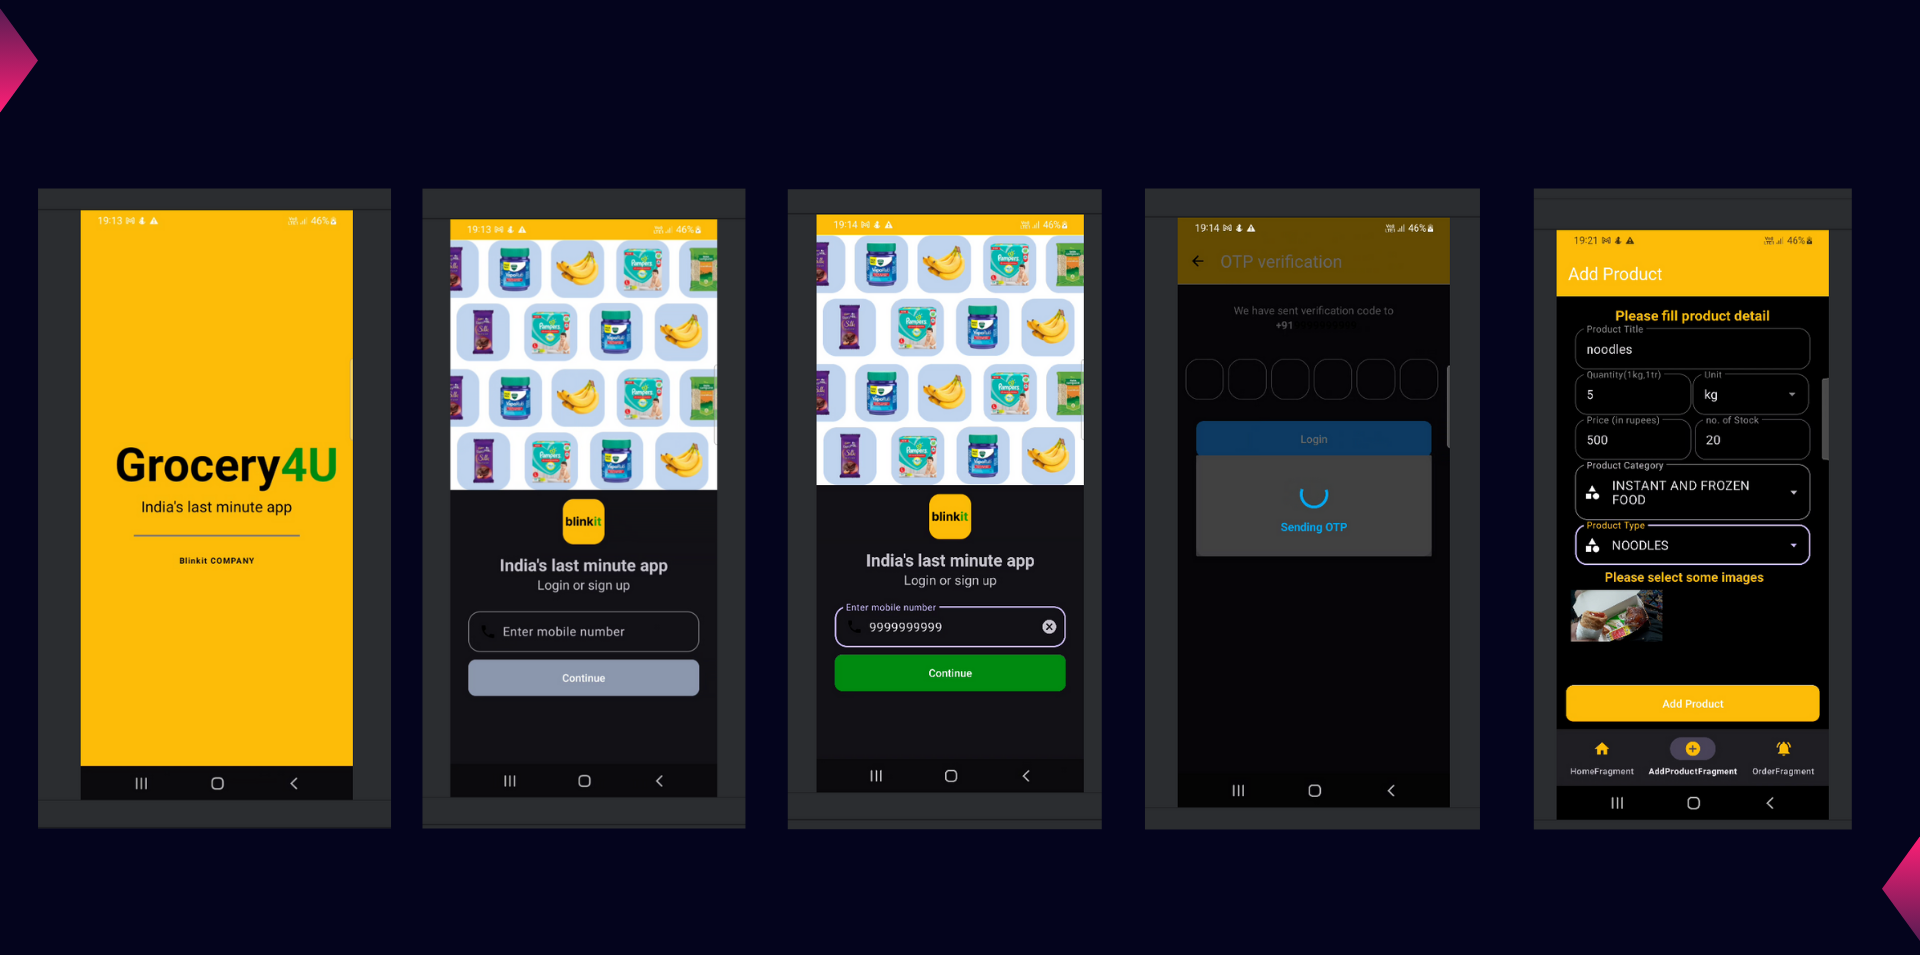 19:13
46%
Grocery4U
India's last minute app
Blinkit COMPANY
19:13
46%
blinkit
India's last minute app
Login or sign up
Enter mobile number
Continue
19:14
46%
blinkit
India's last minute app
Login or sign up
Enter mobile number
9999999999
Continue
19:14
46%
OTP verification
We have sent verification code to
+91
Login
Sending OTP
19:21
46%
Add Product
Please fill product detail
Product Title
noodles
Quantity(1kg,1tr)
Unit
5
kg
Price (in rupees)
no. of Stock
500
20
Product Category
INSTANT AND FROZEN
FOOD
Product Type
NOODLES
Please select some images
Add Product
HomeFragment
AddProductFragment
OrderFragment